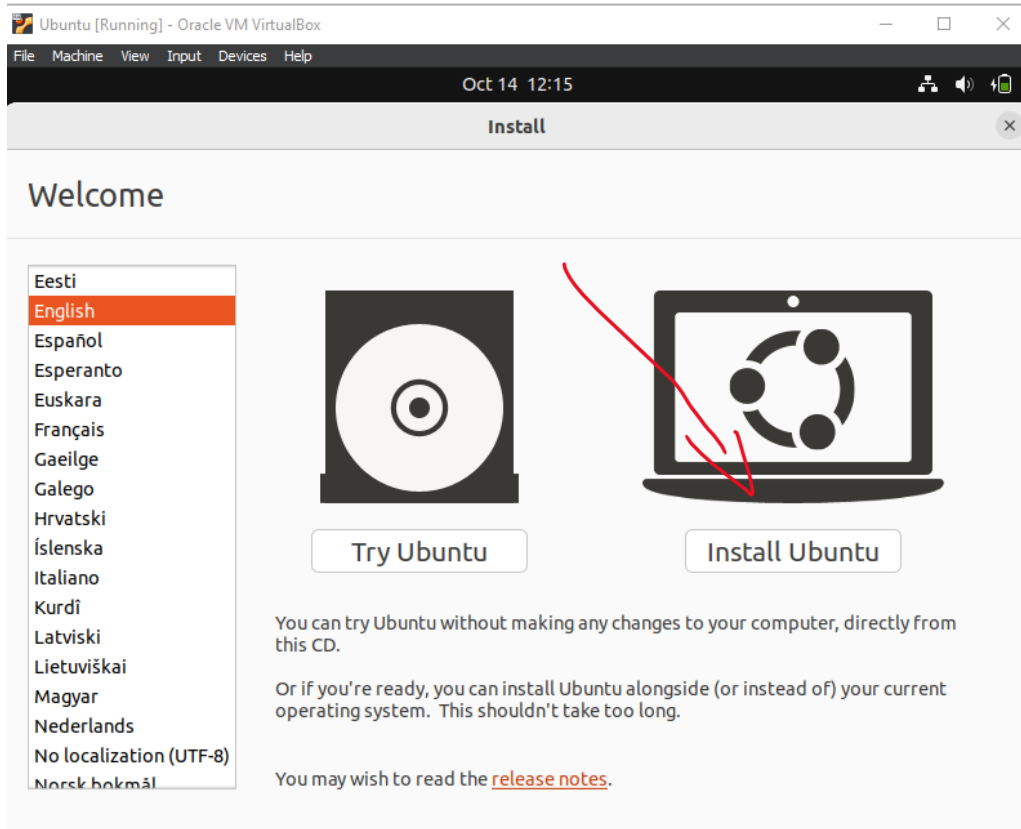 Ubuntu [Running] - Oracle VM VirtualBox
File Machine View Input Devices Help
Oct 14 12:15
Install
Welcome
Eesti
English
Español
Esperanto
Euskara
Français
Gaeilge
Galego
Hrvatski
Íslenska
Italiano
Kurdî
Latviski
Lietuviškai
Magyar
Nederlands
No localization (UTF-8)
Norsk bokmål
Try Ubuntu
Install Ubuntu
You can try Ubuntu without making any changes to your computer, directly from
this CD.
Or if you're ready, you can install Ubuntu alongside (or instead of) your current
operating system. This shouldn't take too long.
You may wish to read the release notes.